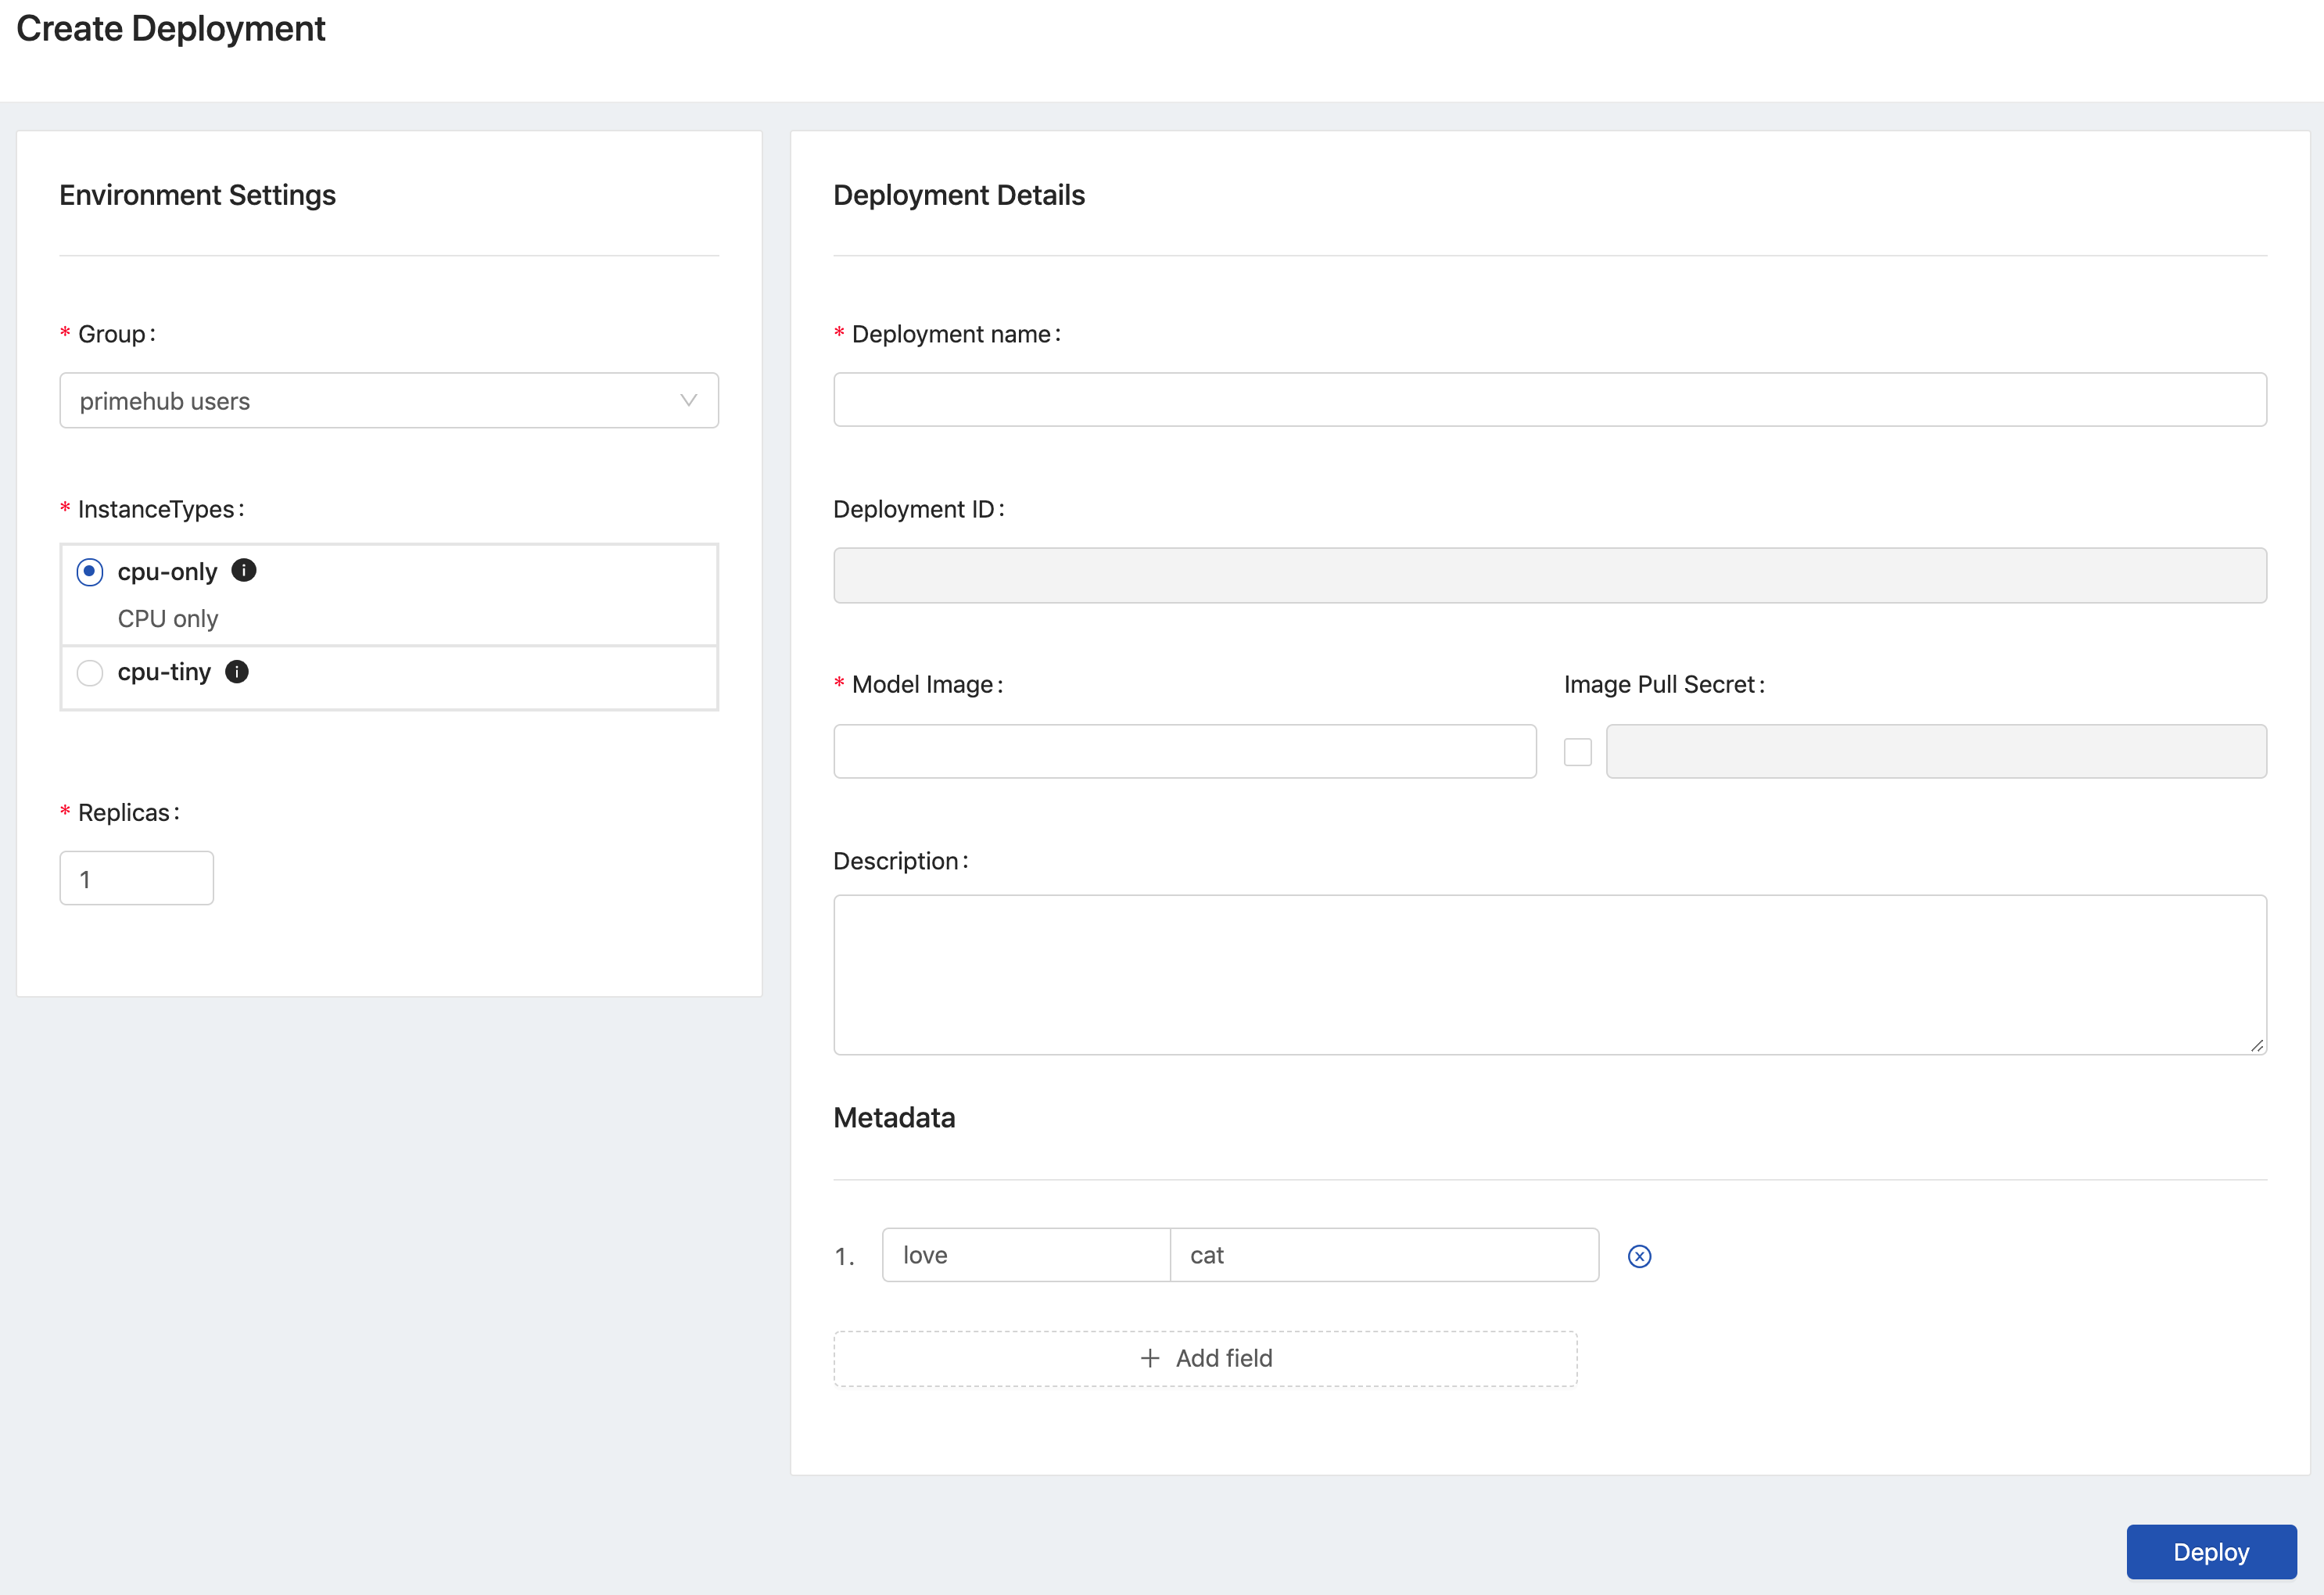 Create Deployment
Environment Settings
* Group:
primehub users
* InstanceTypes:
cpu-only
CPU only
cpu-tiny
* Replicas:
1
Deployment Details
* Deployment name:
Deployment ID:
* Model Image:
Image Pull Secret:
Description:
Metadata
1. love cat
+ Add field
Deploy